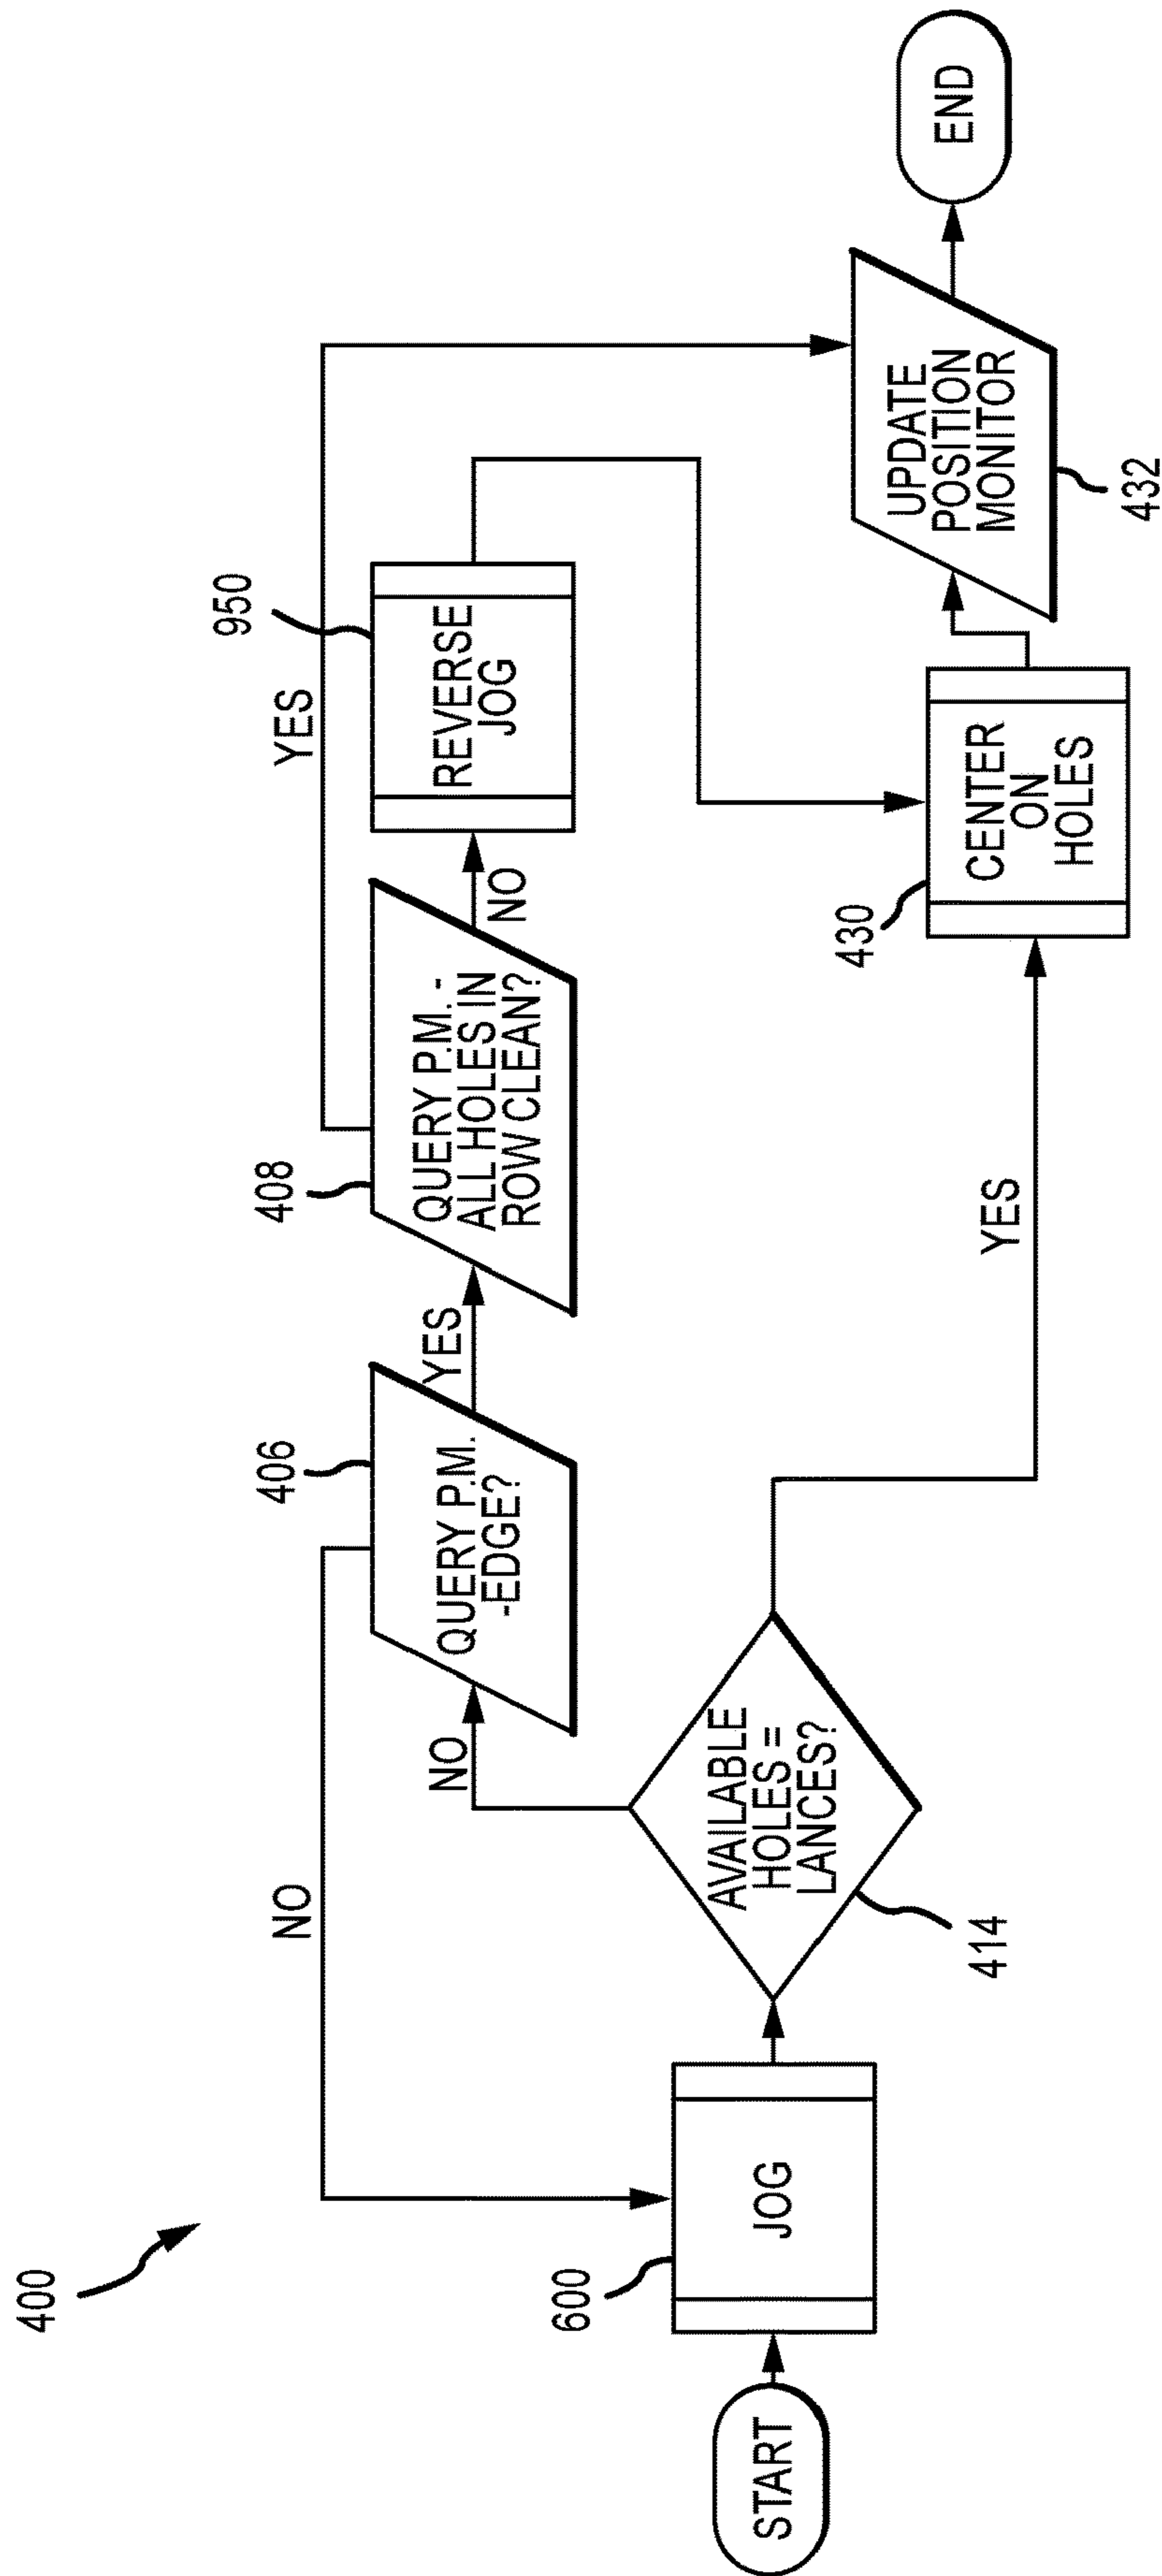 400
START
600
JOG
NO
AVAILABLE
HOLES =
LANCES?
414
NO
406
QUERY P.M.
-EDGE?
YES
408
QUERY P.M. -
ALL HOLES IN
ROW CLEAN?
YES
NO
950
REVERSE
JOG
YES
430
CENTER
ON
HOLES
UPDATE
POSITION
MONITOR
432
END